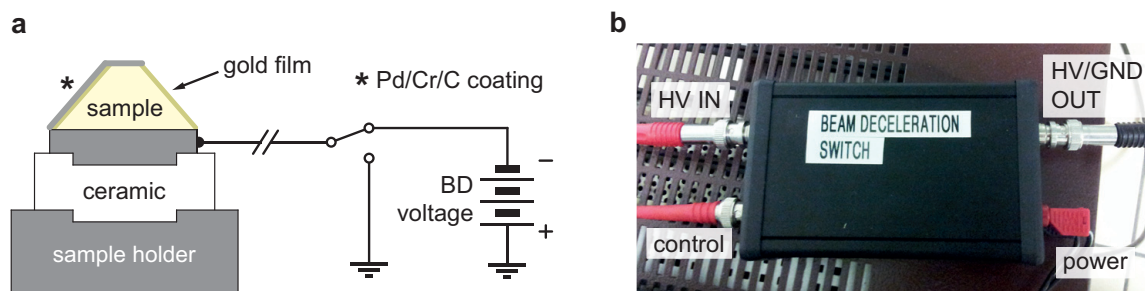 a
*
gold film
sample
* Pd/Cr/C coating
ceramic
BD
voltage
−
+
sample holder
b
HV IN
HV/GND
OUT
BEAM DECELERATION
SWITCH
control
power